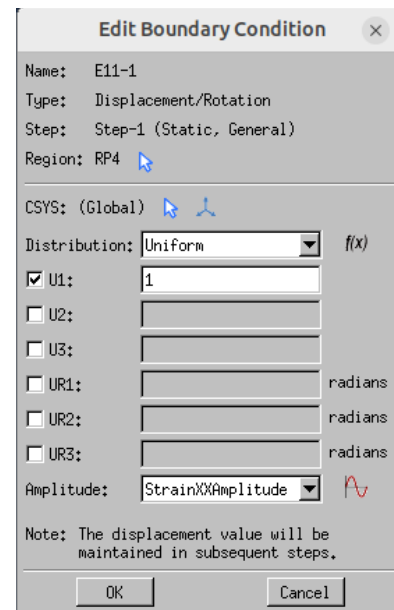 Edit Boundary Condition
Name: E11-1
Type: Displacement/Rotation
Step: Step-1 (Static, General)
Region: RP4
CSYS: (Global)
Distribution: Uniform f(x)
U1: 1
U2:
U3:
UR1: radians
UR2: radians
UR3: radians
Amplitude: StrainXXAmplitude
Note: The displacement value will be
maintained in subsequent steps.
OK Cancel